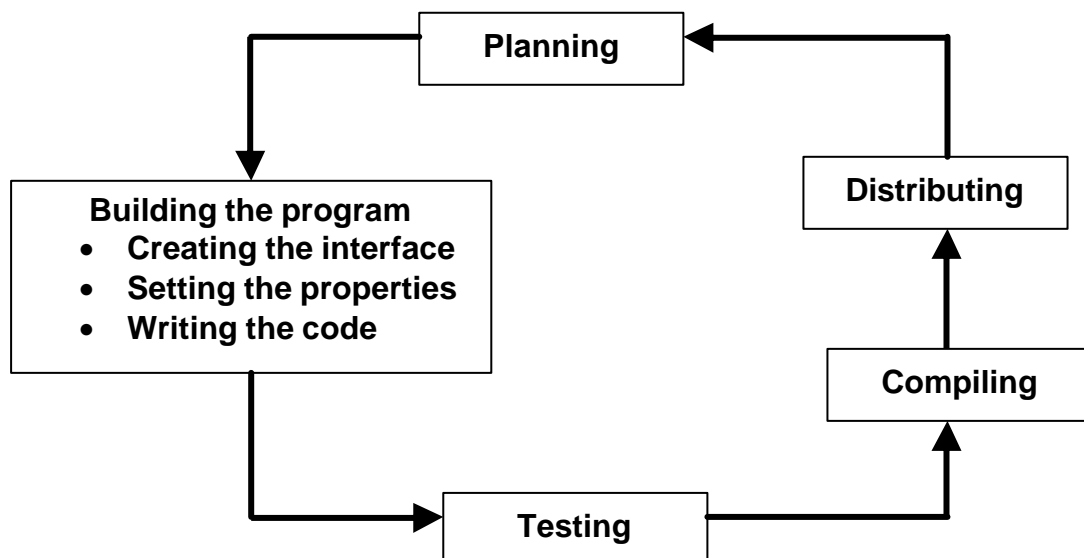 Planning
Distributing
Building the program
• Creating the interface
• Setting the properties
• Writing the code
Compiling
Testing